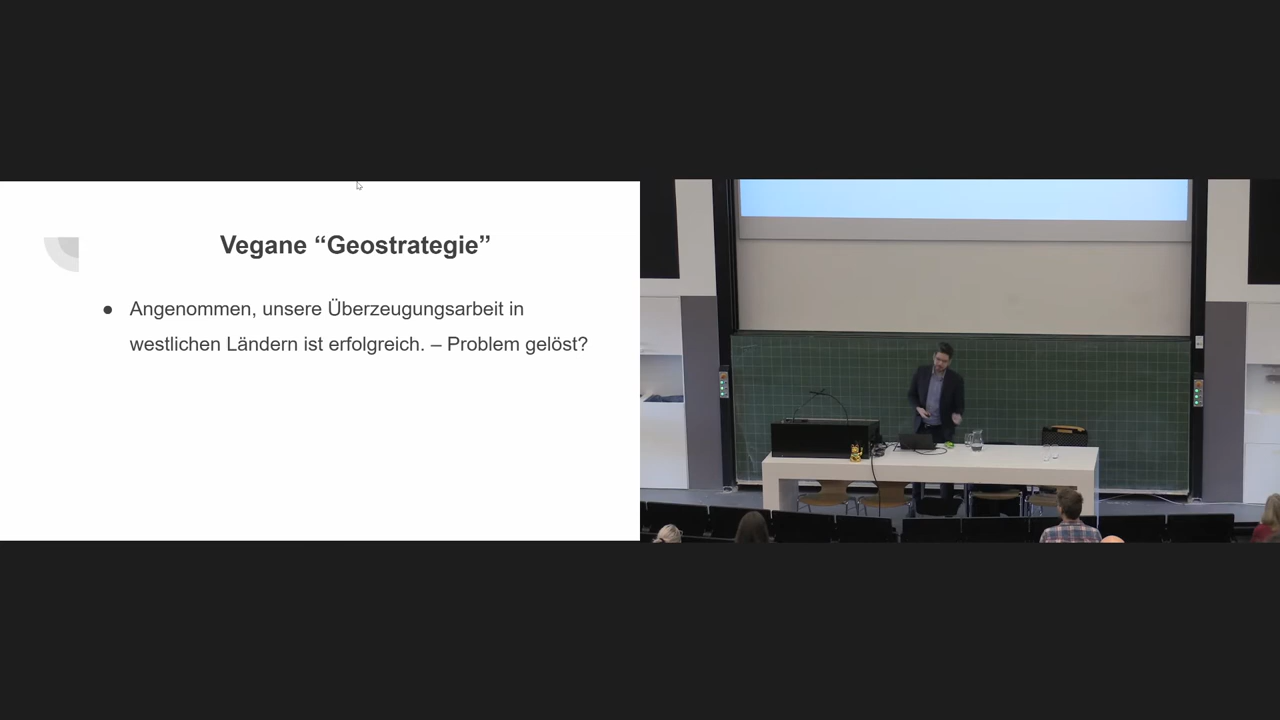 Vegane “Geostrategie”
● Angenommen, unsere Überzeugungsarbeit in
westlichen Ländern ist erfolgreich. – Problem gelöst?